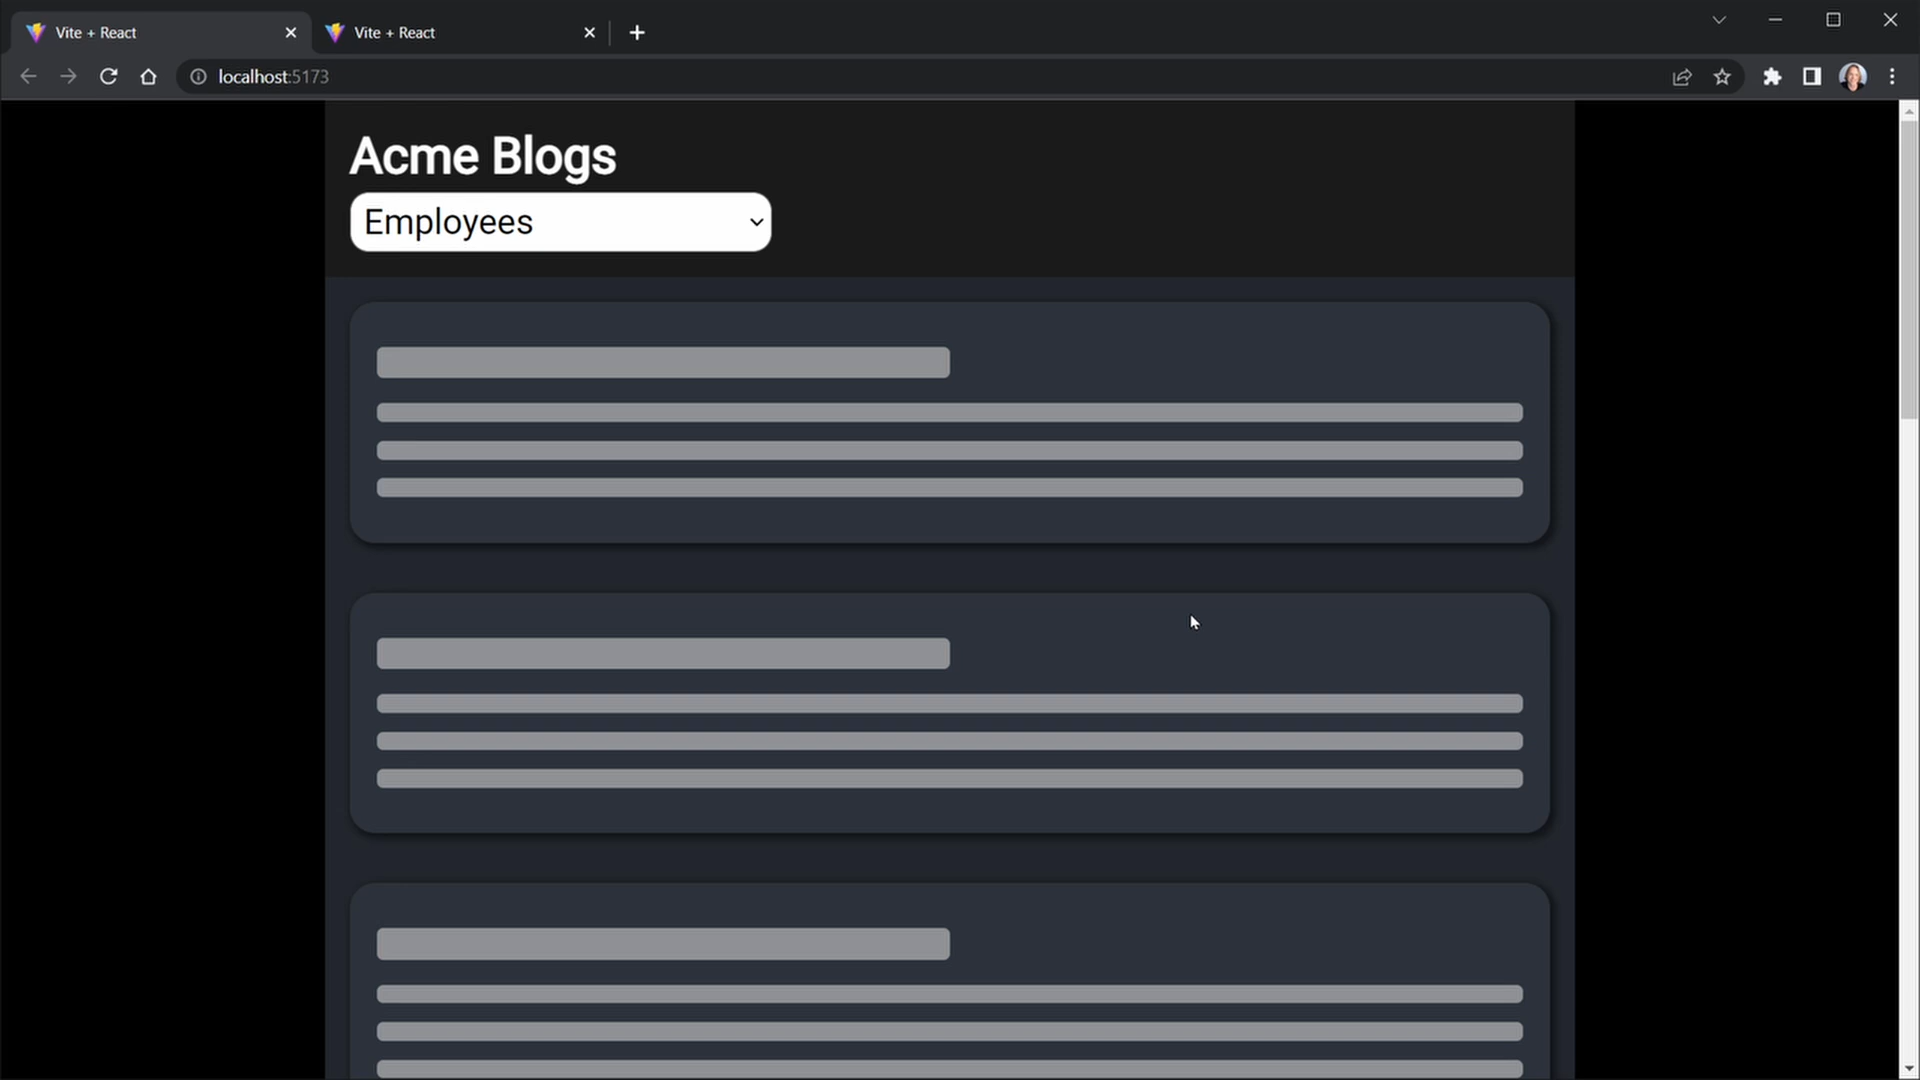 Vite + React
Vite + React
localhost:5173
Acme Blogs
Employees